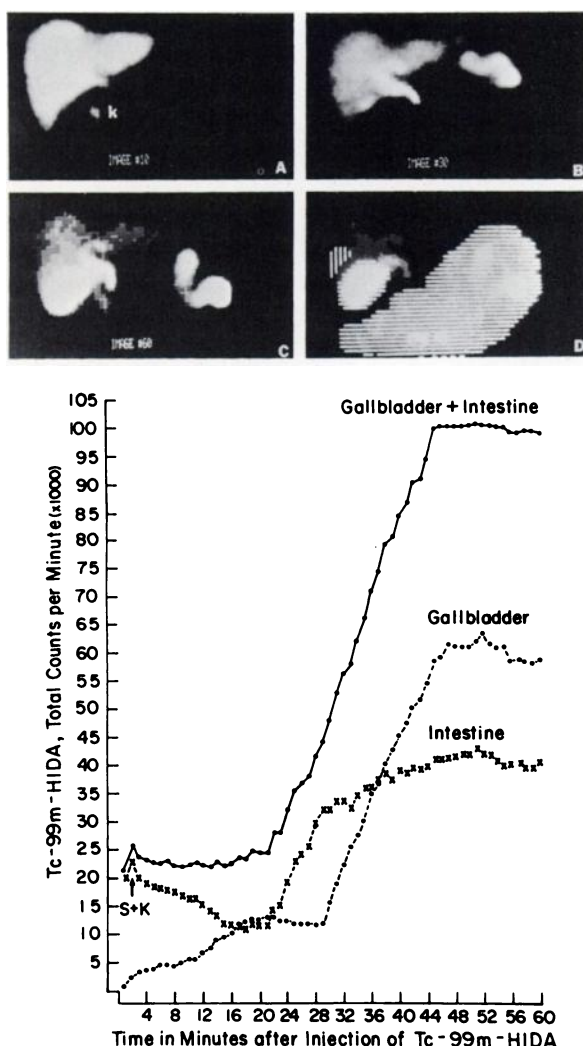 k
IMAGE #10
A
IMAGE #30
B
IMAGE #60
C
D
Gallbladder + Intestine
Gallbladder
Intestine
S+K
Tc-99m-HIDA, Total Counts per Minute (x1000)
105
100
95
90
85
80
75
70
65
60
55
50
45
40
35
30
25
20
15
10
5
4 8 12 16 20 24 28 32 36 40 44 48 52 56 60
Time in Minutes after Injection of Tc-99m-HIDA